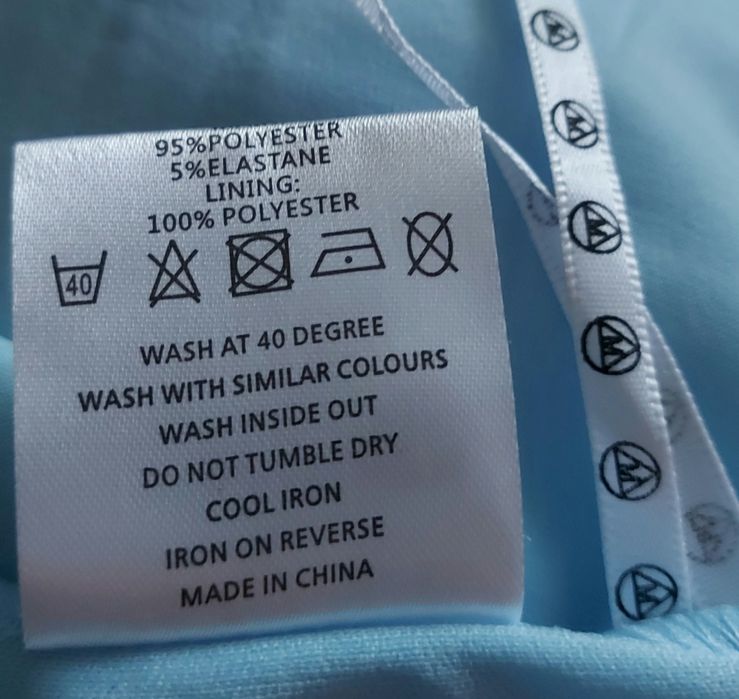 95%POLYESTER
5%ELASTANE
LINING:
100% POLYESTER
40
WASH AT 40 DEGREE
WASH WITH SIMILAR COLOURS
WASH INSIDE OUT
DO NOT TUMBLE DRY
COOL IRON
IRON ON REVERSE
MADE IN CHINA